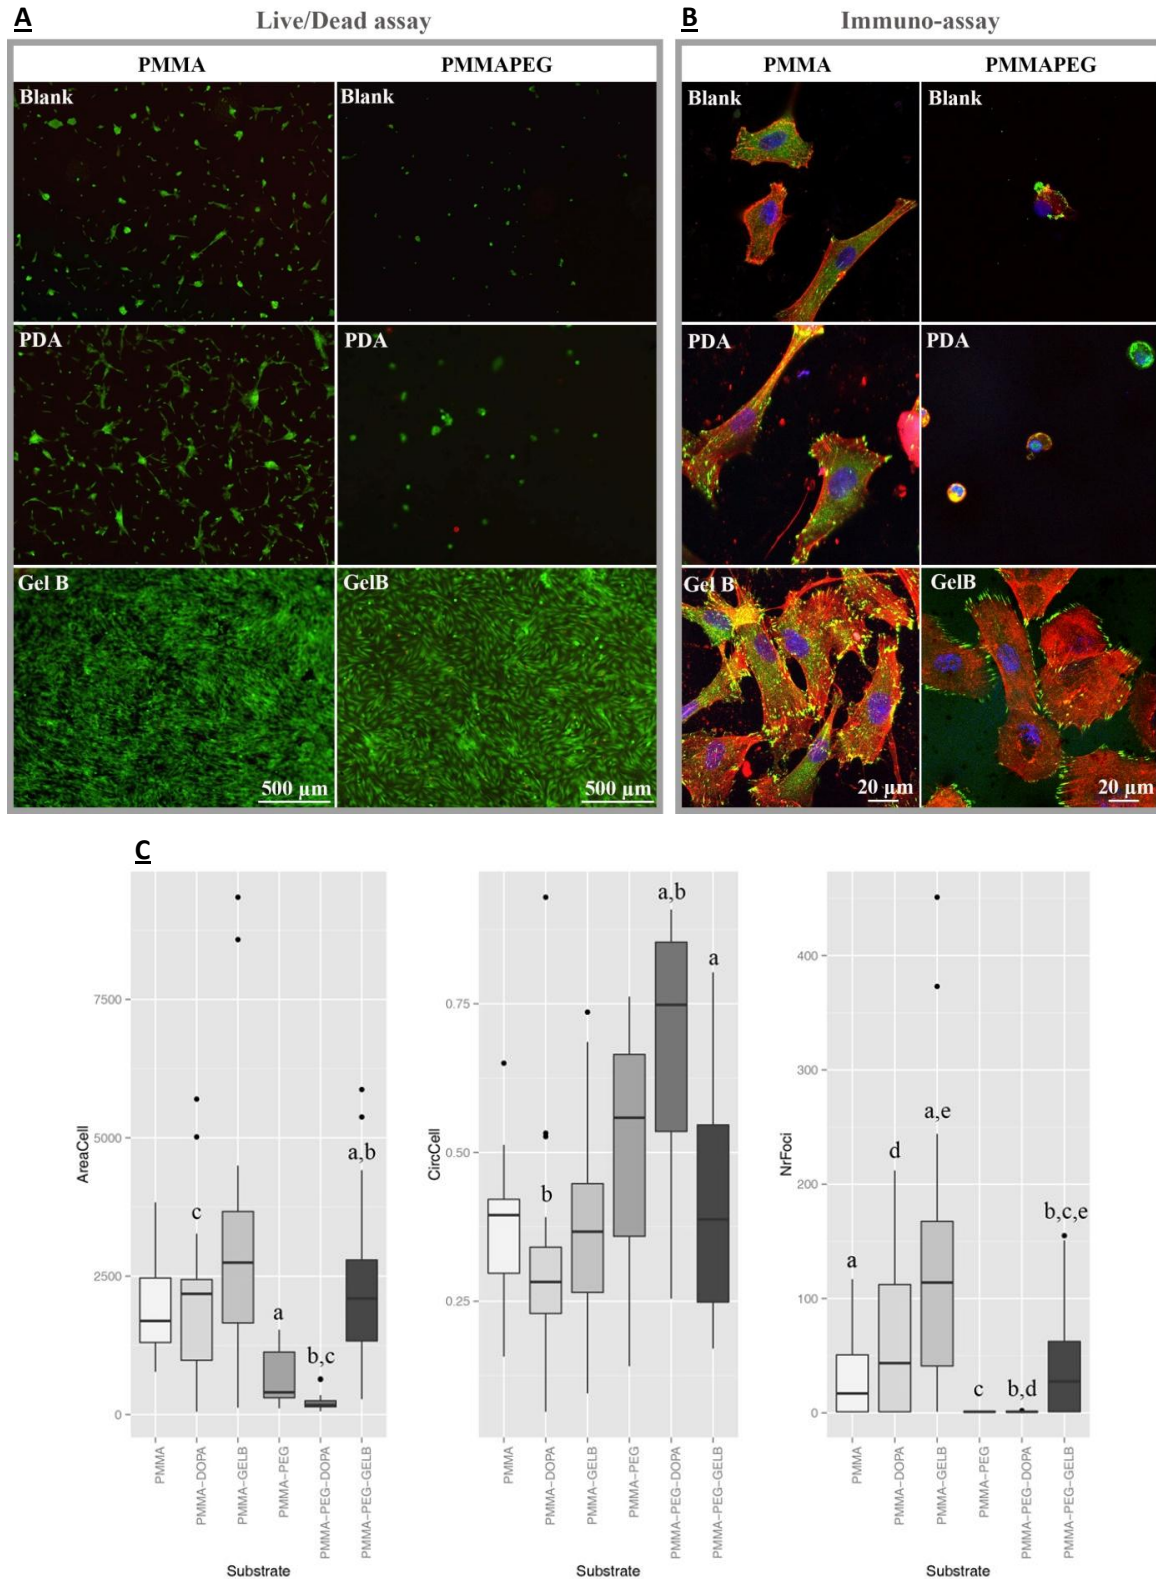 A Live/Dead assay
PMMA PMMAPEG
Blank Blank
PDA PDA
Gel B GelB
500 µm 500 µm
B Immuno-assay
PMMA PMMAPEG
Blank Blank
PDA PDA
Gel B GelB
20 µm 20 µm
C
AreaCell
7500
5000
2500
0
c
a
b,c
a,b
PMMA
PMMA-DOPA
PMMA-GELB
PMMA-PEG
PMMA-PEG-DOPA
PMMA-PEG-GELB
Substrate
CircCell
0.75
0.50
0.25
b
a,b
a
PMMA
PMMA-DOPA
PMMA-GELB
PMMA-PEG
PMMA-PEG-DOPA
PMMA-PEG-GELB
Substrate
NrFoci
400
300
200
100
0
a
d
a,e
c
b,d
b,c,e
PMMA
PMMA-DOPA
PMMA-GELB
PMMA-PEG
PMMA-PEG-DOPA
PMMA-PEG-GELB
Substrate